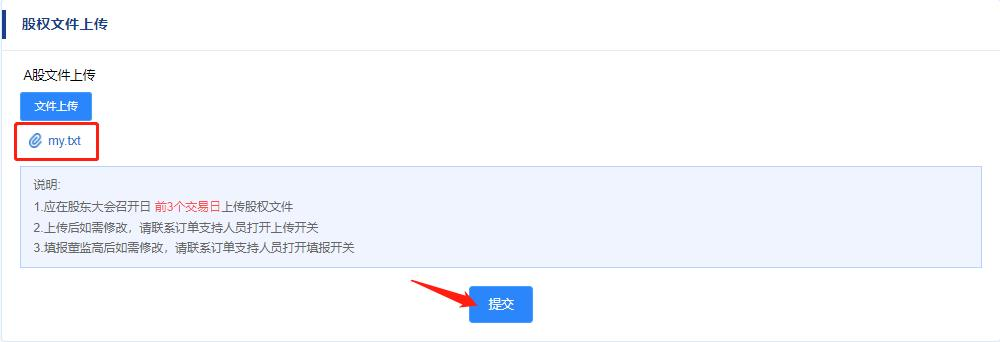 股权文件上传
A股文件上传
文件上传
my.txt
说明:
1.应在股东大会召开日 前3个交易日上传股权文件
2.上传后如需修改，请联系订单支持人员打开上传开关
3.填报董监高后如需修改，请联系订单支持人员打开填报开关
提交